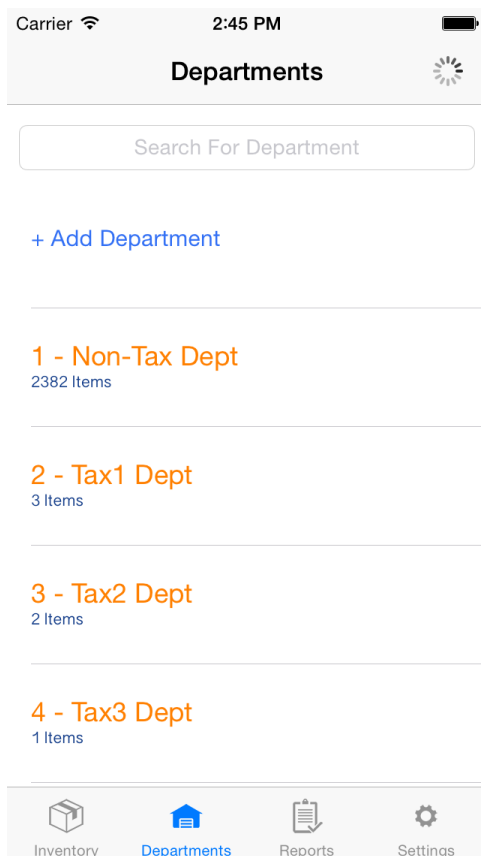 Carrier 2:45 PM
Departments
Search For Department
+ Add Department
1 - Non-Tax Dept
2382 Items
2 - Tax1 Dept
3 Items
3 - Tax2 Dept
2 Items
4 - Tax3 Dept
1 Items
Inventory Departments Reports Settings